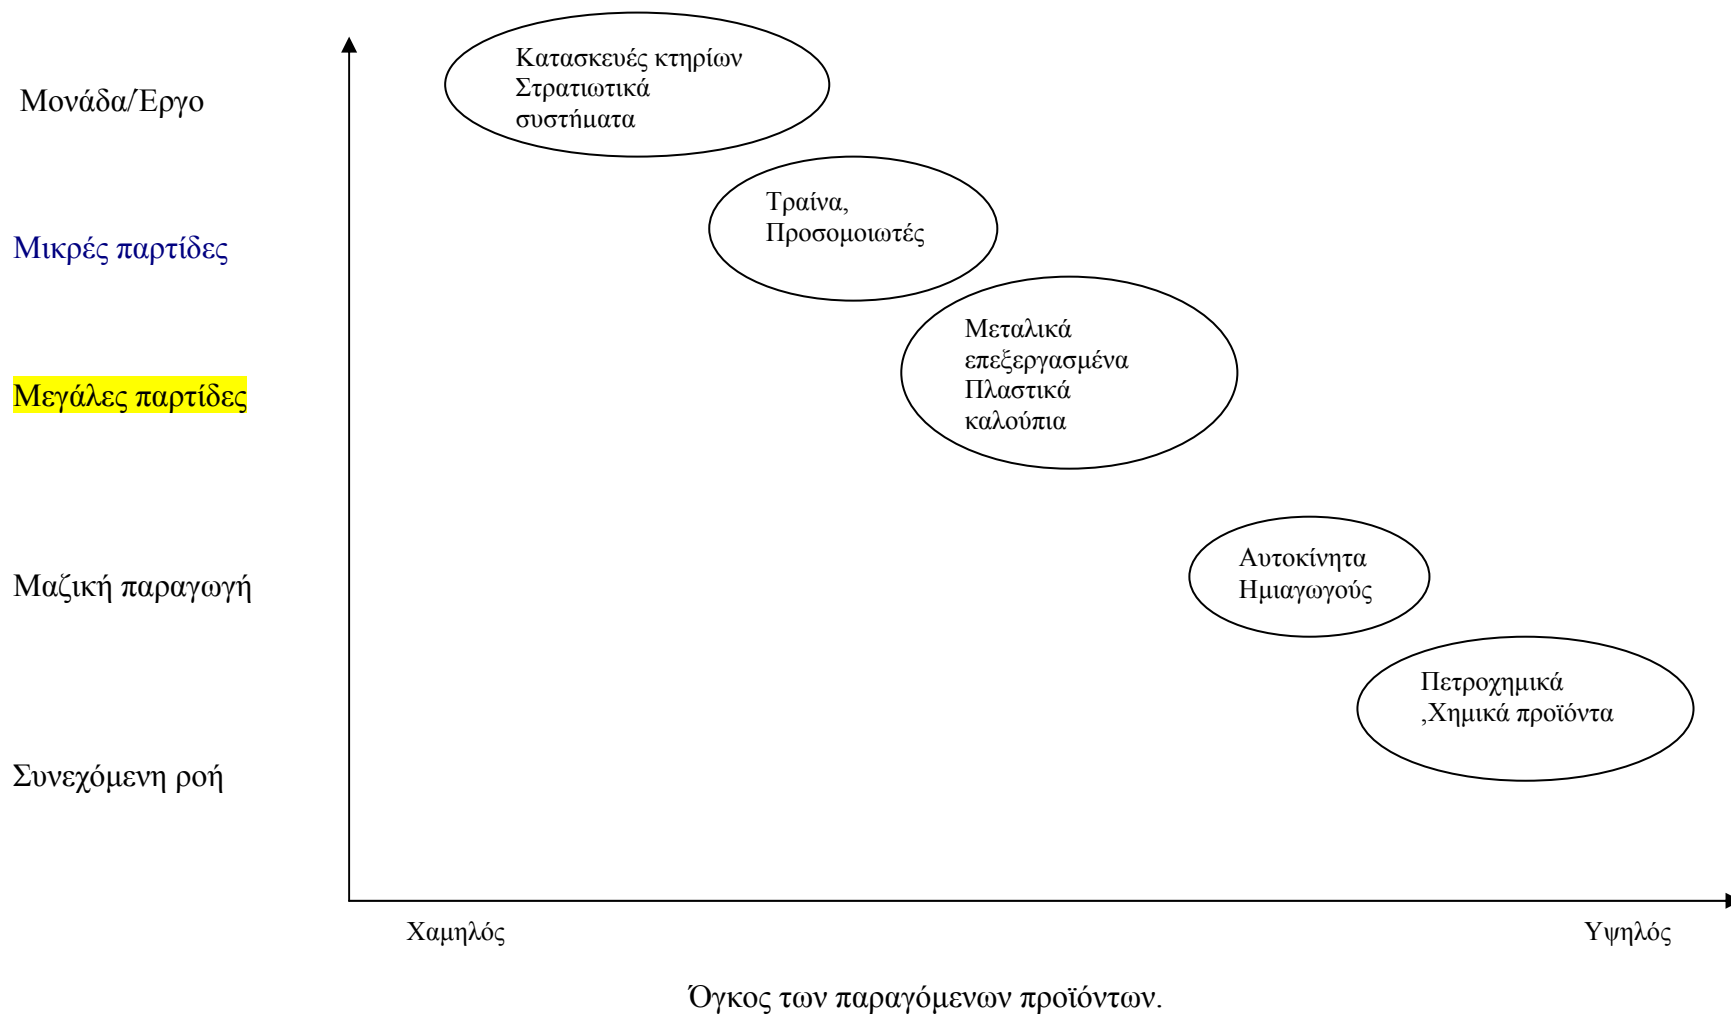 Μονάδα/Έργο
Κατασκευές κτηρίων
Στρατιωτικά
συστήματα
Μικρές παρτίδες
Τραίνα,
Προσομοιωτές
Μεγάλες παρτίδες
Μεταλικά
επεξεργασμένα
Πλαστικά
καλούπια
Μαζική παραγωγή
Αυτοκίνητα
Ημιαγωγούς
Συνεχόμενη ροή
Πετροχημικά
,Χημικά προϊόντα
Χαμηλός
Υψηλός
Όγκος των παραγόμενων προϊόντων.